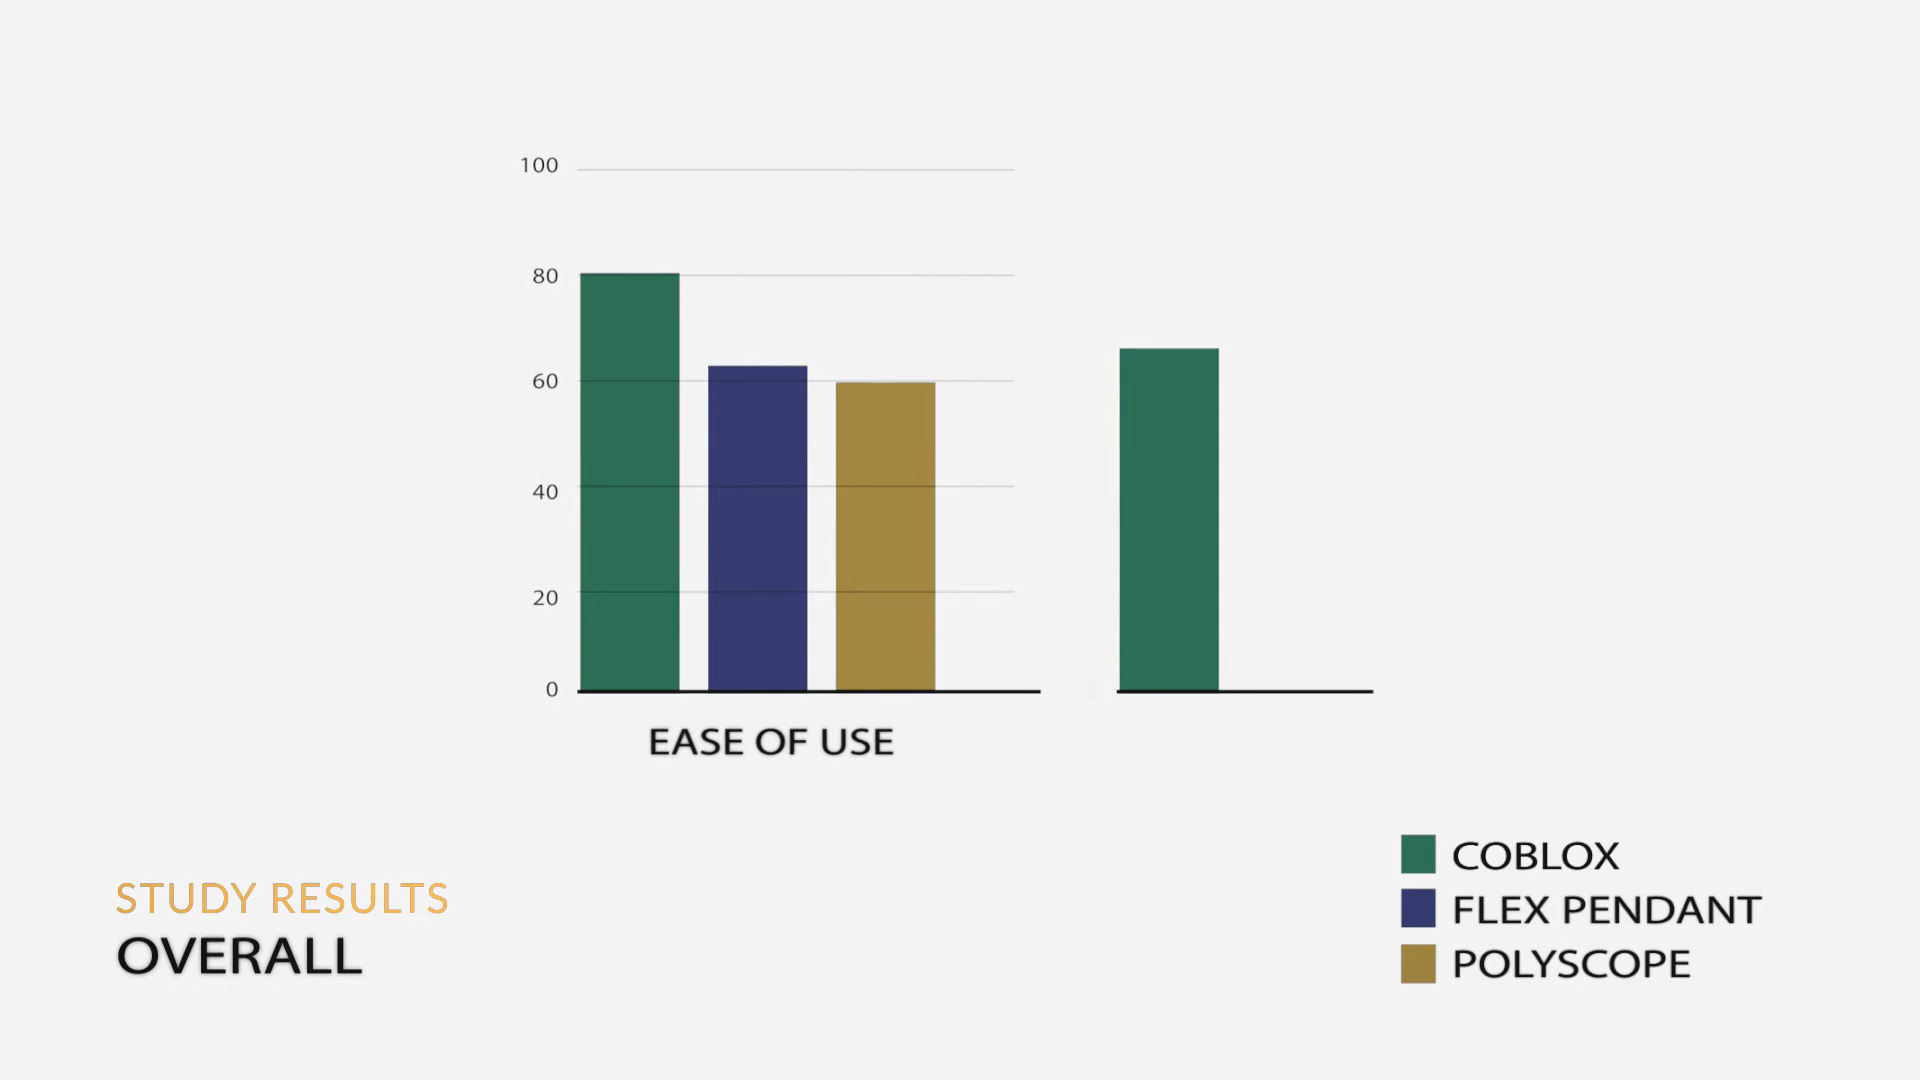 100
80
60
40
20
0
EASE OF USE
STUDY RESULTS
OVERALL
COBLOX
FLEX PENDANT
POLYSCOPE